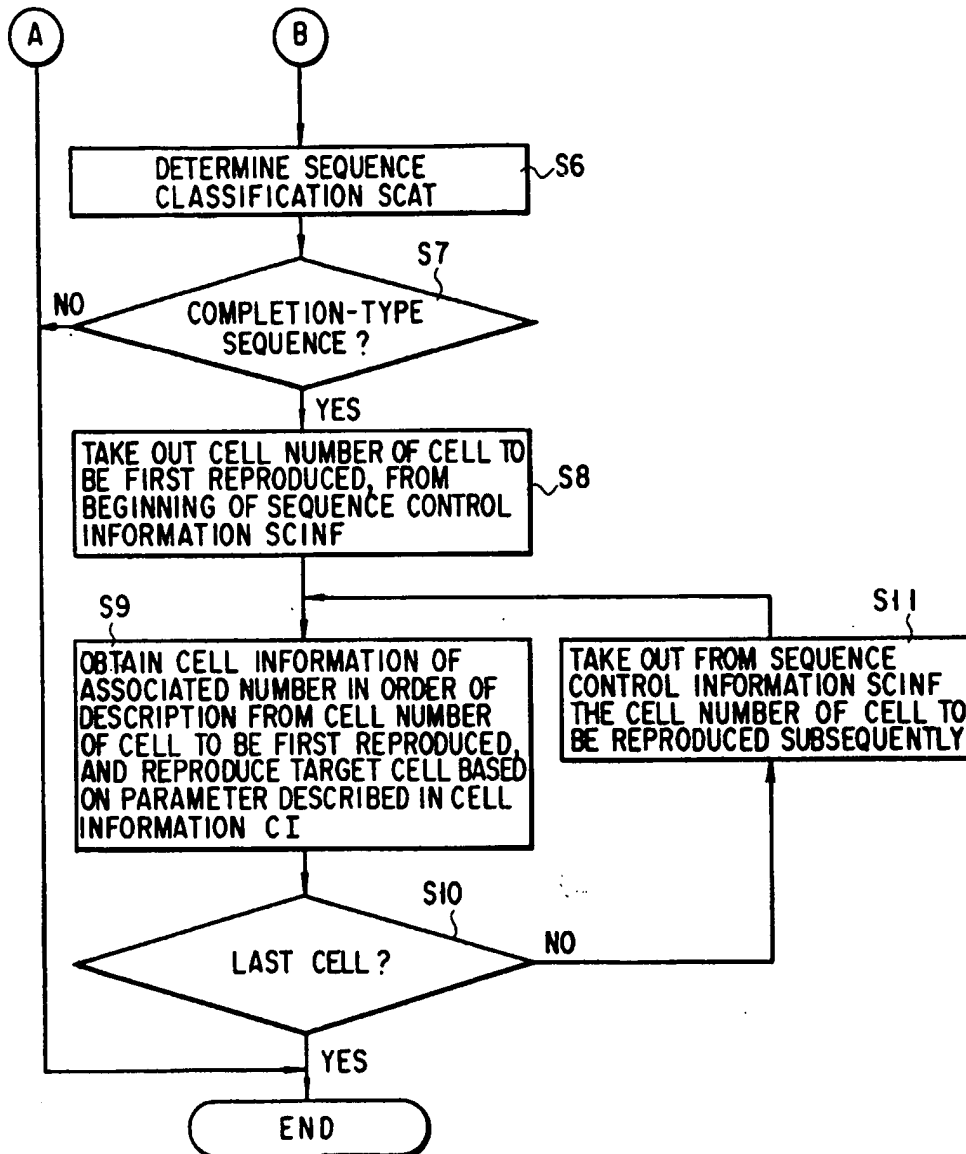 A
B
DETERMINE SEQUENCE
CLASSIFICATION SCAT
S6
S7
NO
COMPLETION-TYPE
SEQUENCE?
YES
TAKE OUT CELL NUMBER OF CELL TO
BE FIRST REPRODUCED, FROM
BEGINNING OF SEQUENCE CONTROL
INFORMATION SCINF
S8
S9
OBTAIN CELL INFORMATION OF
ASSOCIATED NUMBER IN ORDER OF
DESCRIPTION FROM CELL NUMBER
OF CELL TO BE FIRST REPRODUCED,
AND REPRODUCE TARGET CELL BASED
ON PARAMETER DESCRIBED IN CELL
INFORMATION CI
S11
TAKE OUT FROM SEQUENCE
CONTROL INFORMATION SCINF
THE CELL NUMBER OF CELL TO
BE REPRODUCED SUBSEQUENTLY
S10
LAST CELL?
NO
YES
END